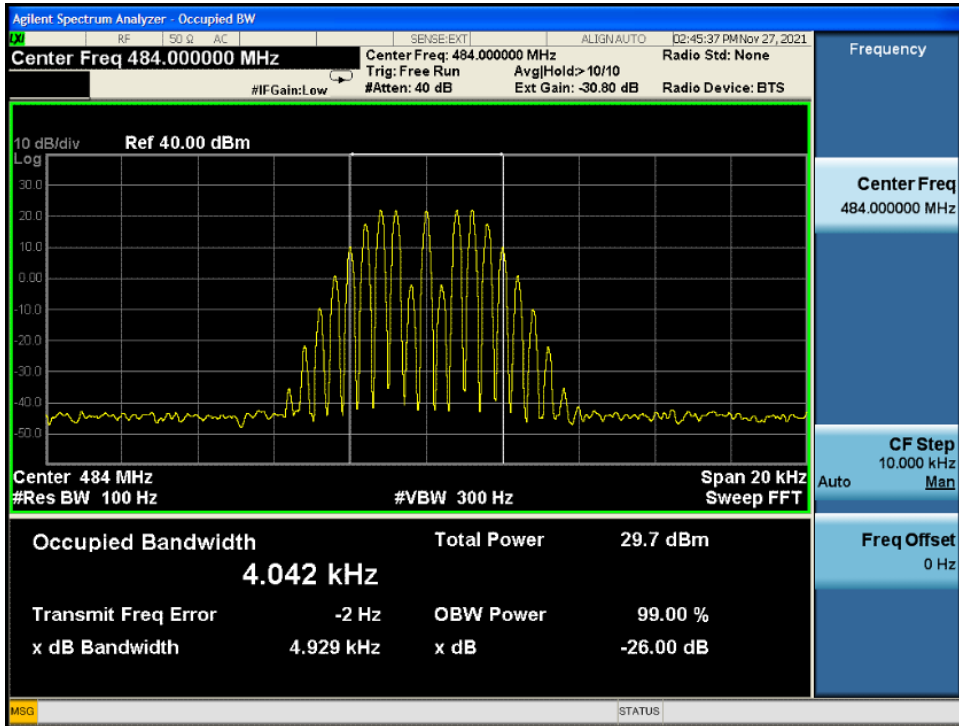 Agilent Spectrum Analyzer - Occupied BW
LXI RF 50 Ω AC SENSE:EXT ALIGN AUTO 02:45:37 PM Nov 27, 2021
Center Freq 484.000000 MHz
Center Freq: 484.000000 MHz Radio Std: None
Trig: Free Run Avg|Hold:> 10/10
#IFGain:Low #Atten: 40 dB Ext Gain: -30.80 dB Radio Device: BTS
10 dB/div Ref 40.00 dBm
Log
30.0
20.0
10.0
0.00
-10.0
-20.0
-30.0
-40.0
-50.0
Center 484 MHz Span 20 kHz
#Res BW 100 Hz #VBW 300 Hz Sweep FFT
Occupied Bandwidth Total Power 29.7 dBm
4.042 kHz
Transmit Freq Error -2 Hz OBW Power 99.00 %
x dB Bandwidth 4.929 kHz x dB -26.00 dB
MSG STATUS
Frequency
Center Freq
484.000000 MHz
CF Step
10.000 kHz
Auto Man
Freq Offset
0 Hz